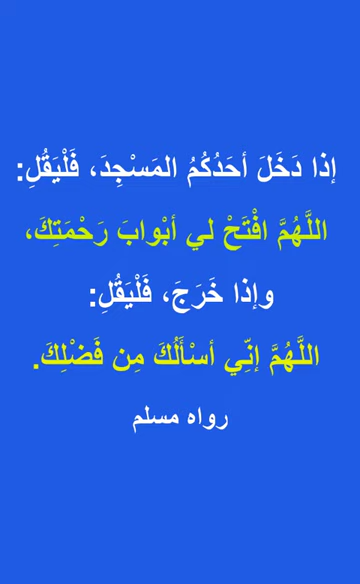 إذا دَخَلَ أحَدُكُمُ المَسْجِدَ، فَلْيَقُلِ:
اللَّهُمَّ افْتَحْ لي أبْوابَ رَحْمَتِكَ،
وإذا خَرَجَ، فَلْيَقُلِ:
اللَّهُمَّ إنِّي أسْأَلُكَ مِن فَضْلِكَ.
رواه مسلم